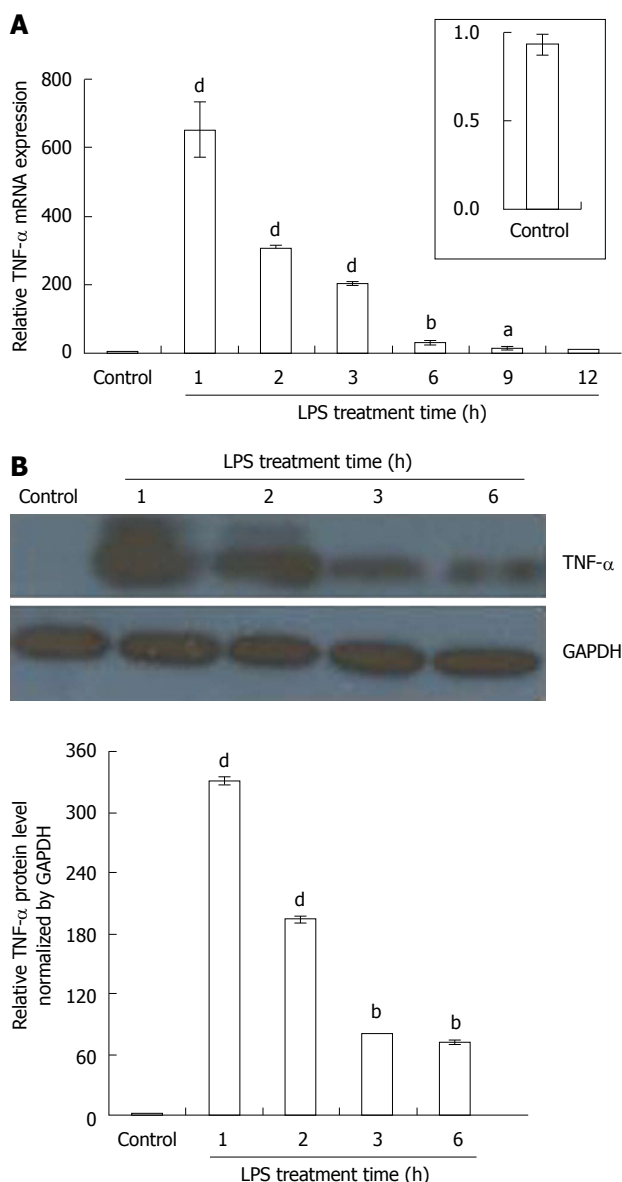 A
Relative TNF-α mRNA expression
800
600
400
200
0
d
d
d
b
a
1.0
0.5
0.0
Control
Control 1 2 3 6 9 12
LPS treatment time (h)
B
LPS treatment time (h)
Control 1 2 3 6
TNF-α
GAPDH
Relative TNF-α protein level
normalized by GAPDH
360
300
240
180
120
60
0
d
d
b
b
Control 1 2 3 6
LPS treatment time (h)